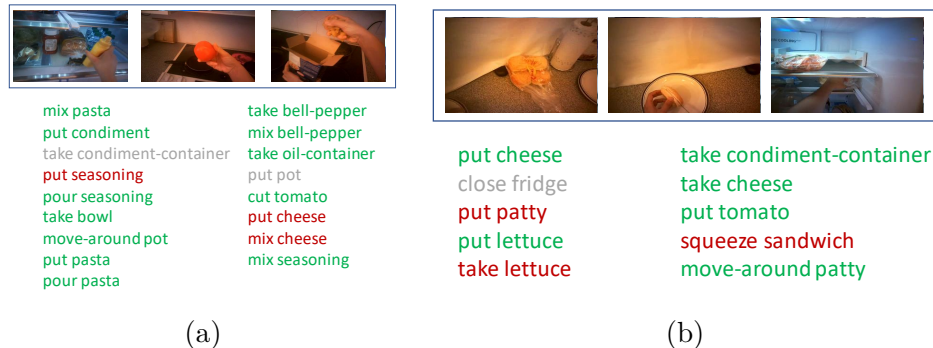 mix pasta
put condiment
take condiment-container
put seasoning
pour seasoning
take bowl
move-around pot
put pasta
pour pasta
take bell-pepper
mix bell-pepper
take oil-container
put pot
cut tomato
put cheese
mix cheese
mix seasoning
(a)
put cheese
close fridge
put patty
put lettuce
take lettuce
take condiment-container
take cheese
put tomato
squeeze sandwich
move-around patty
(b)